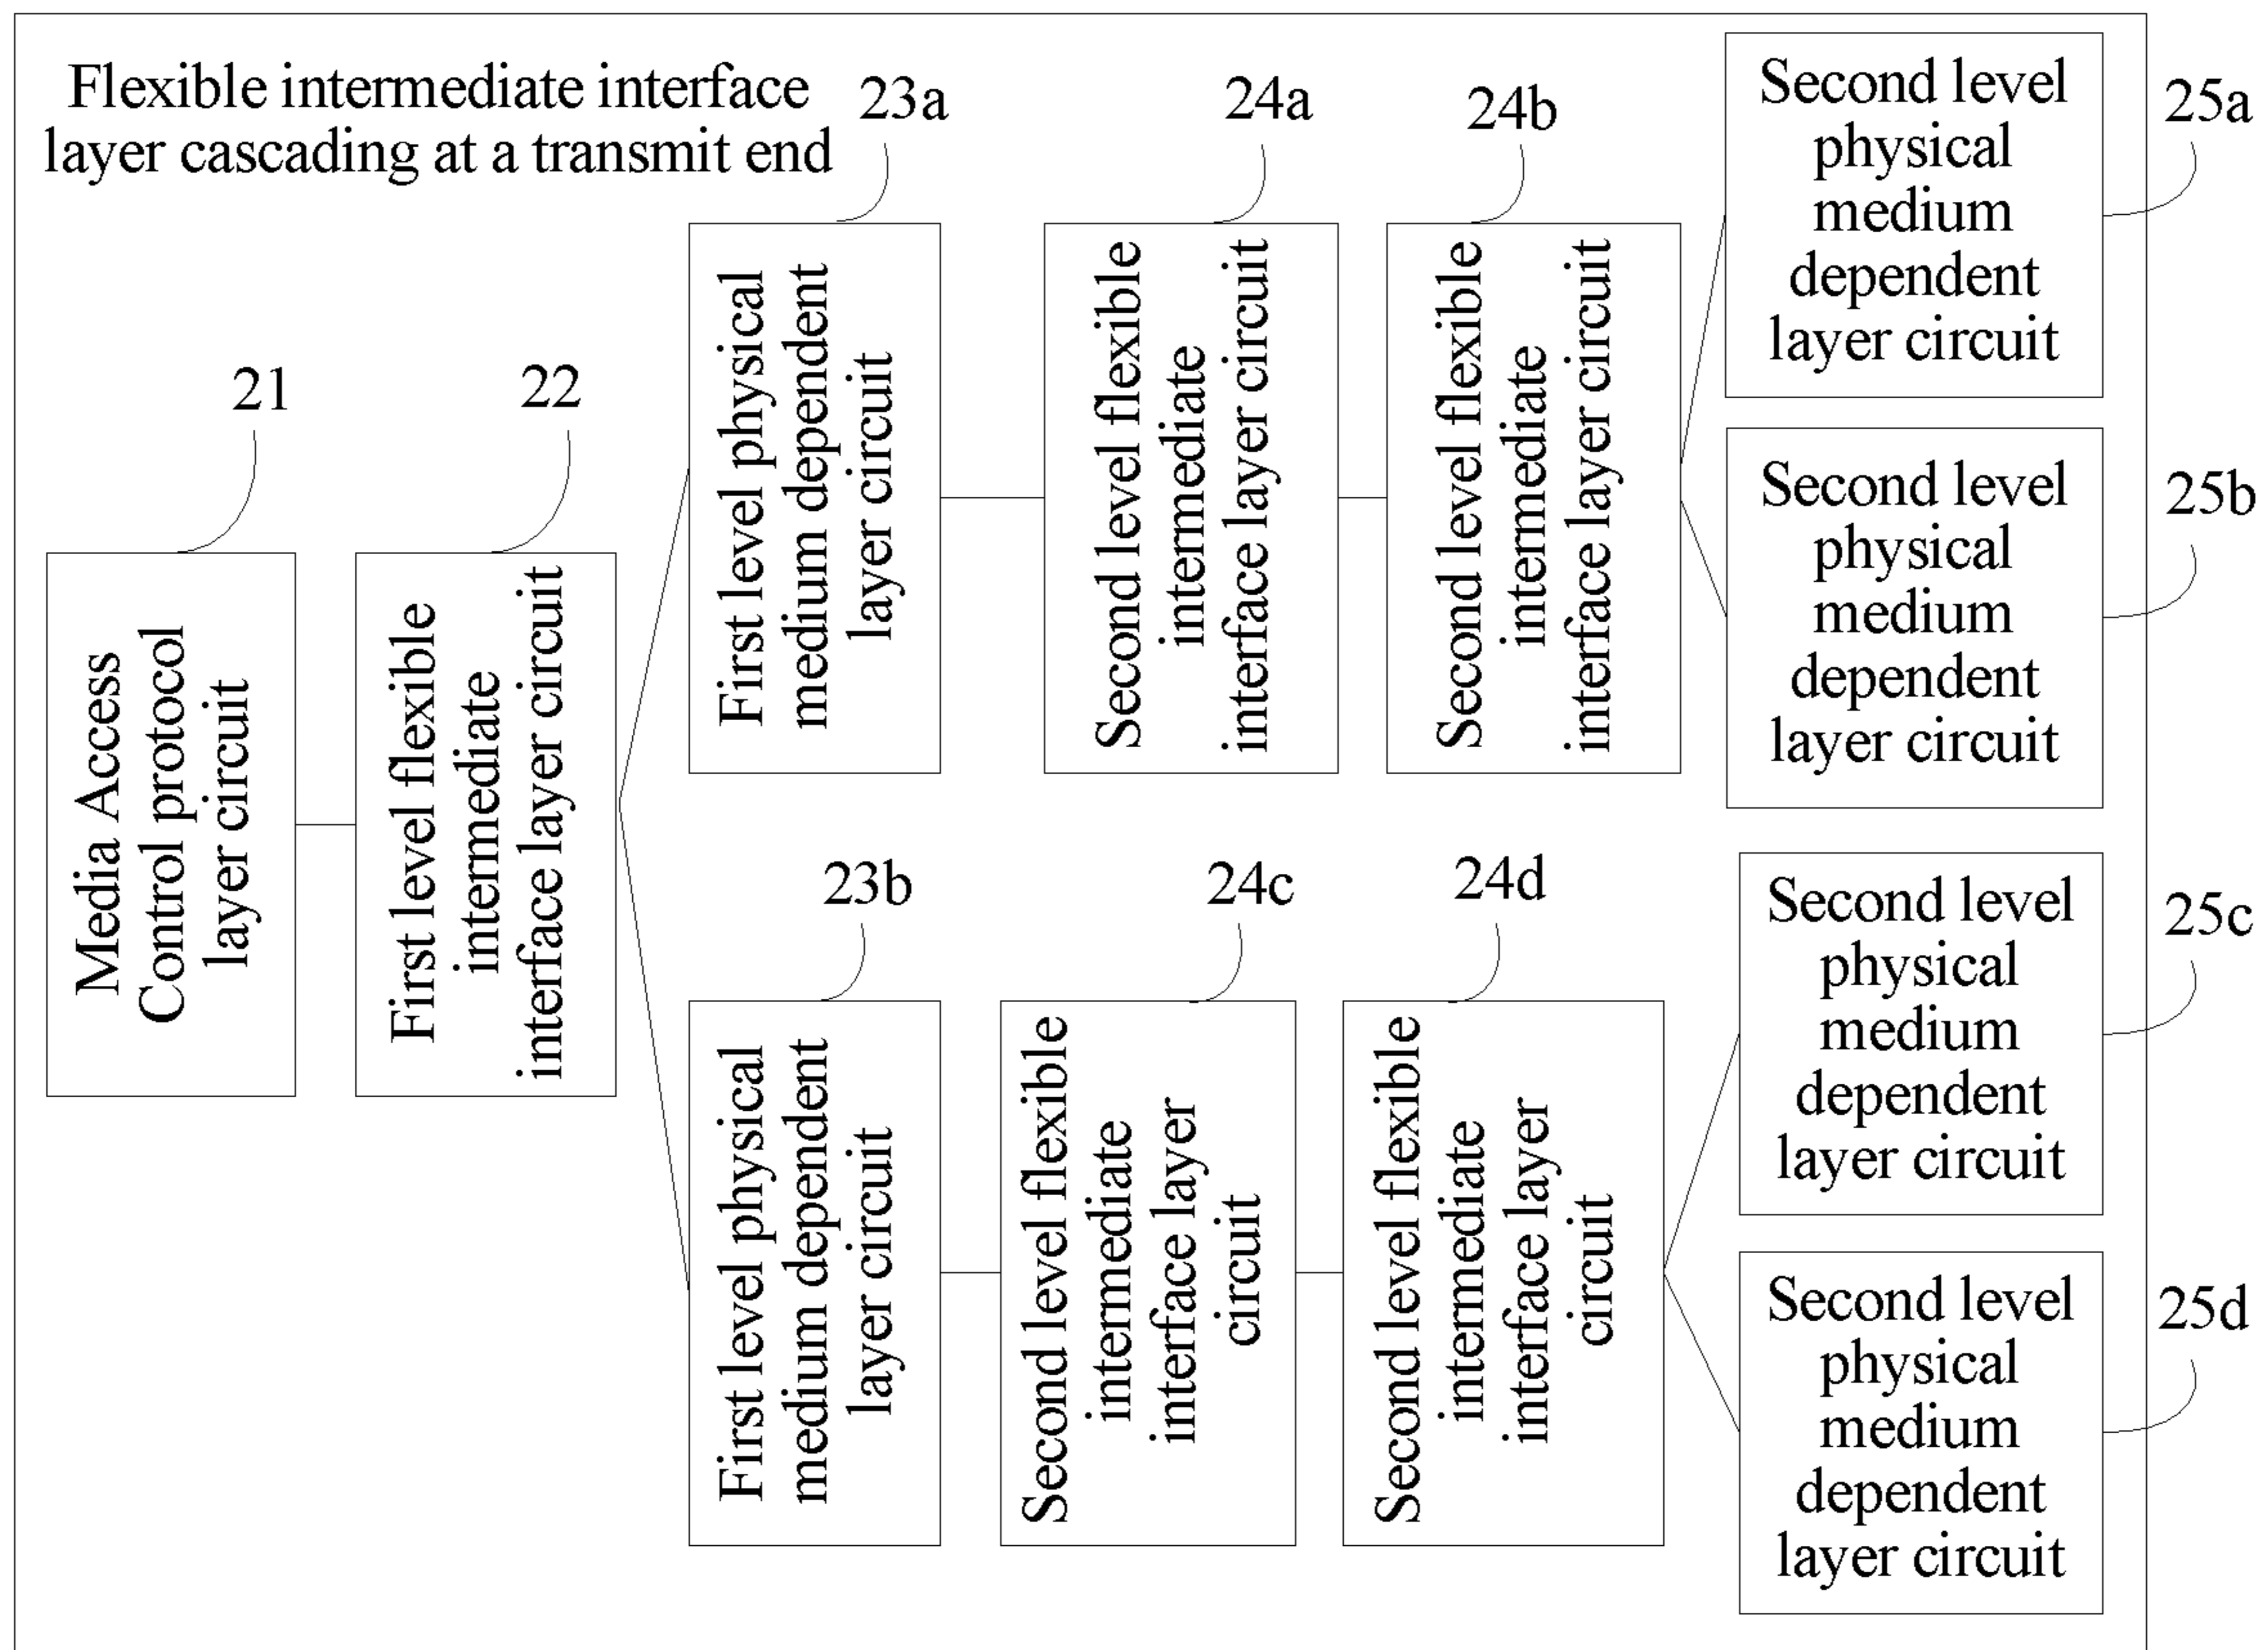 Flexible intermediate interface
layer cascading at a transmit end
21
Media Access
Control protocol
layer circuit
22
First level flexible
intermediate
interface layer circuit
23a
First level physical
medium dependent
layer circuit
24a
Second level flexible
intermediate
interface layer circuit
24b
Second level flexible
intermediate
interface layer circuit
Second level
physical
medium
dependent
layer circuit
25a
Second level
physical
medium
dependent
layer circuit
25b
23b
First level physical
medium dependent
layer circuit
24c
Second level flexible
intermediate
interface layer
circuit
24d
Second level flexible
intermediate
interface layer
circuit
Second level
physical
medium
dependent
layer circuit
25c
Second level
physical
medium
dependent
layer circuit
25d